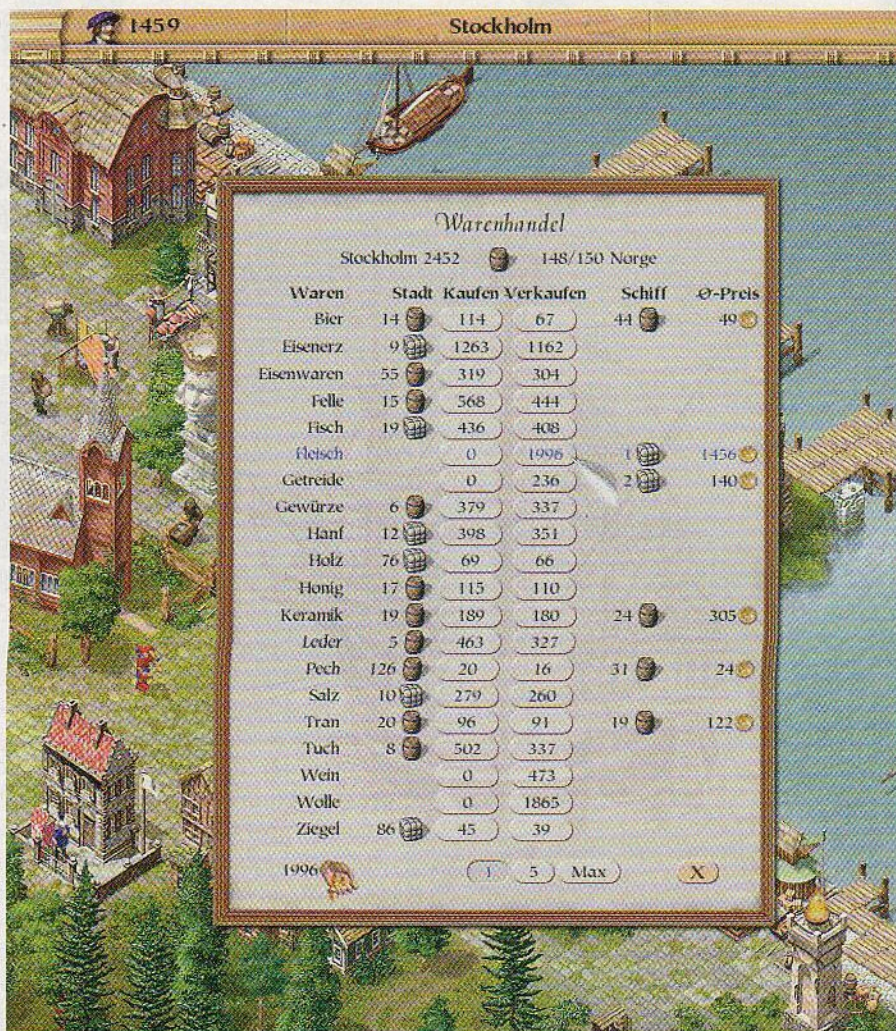 1459 Stockholm
Warenhandel
Stockholm 2452 148/150 Norge
Waren Stadt Kaufen Verkaufen Schiff Ø-Preis
Bier 14 114 67 44 49
Eisenerz 9 1263 1162
Eisenwaren 55 319 304
Felle 15 568 444
Fisch 19 436 408
Fleisch 0 1996 1 1456
Getreide 0 236 2 140
Gewürze 6 379 337
Hanf 12 398 351
Holz 76 69 66
Honig 17 115 110
Keramik 19 189 180 24 305
Leder 5 463 327
Pech 126 20 16 31 24
Salz 10 279 260
Tran 20 96 91 19 122
Tuch 8 502 337
Wein 0 473
Wolle 0 1865
Ziegel 86 45 39
1996 1 5 Max X